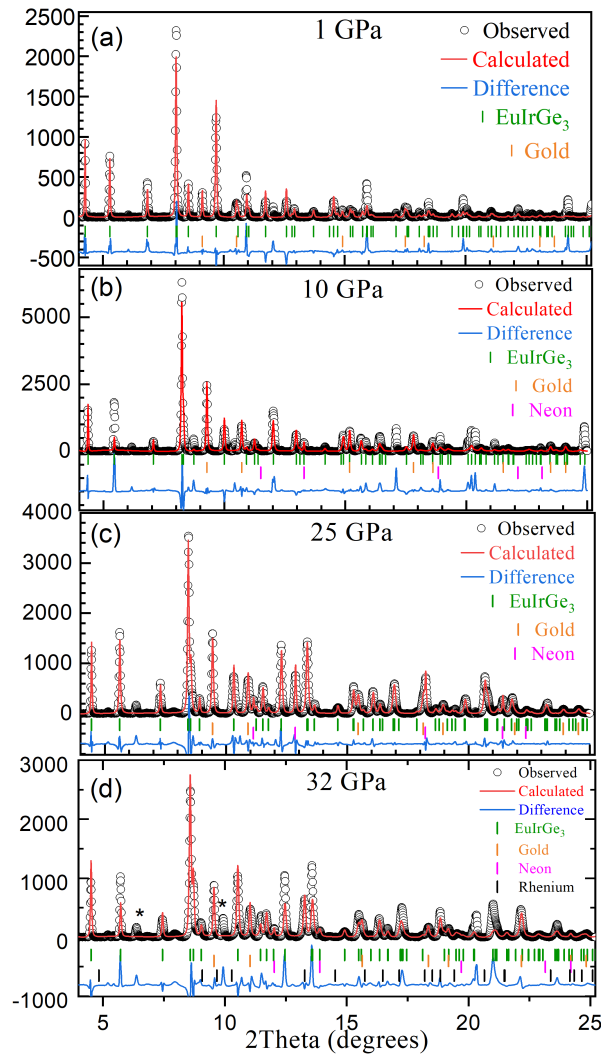 2500
(a)
1 GPa
Observed
2000
Calculated
1500
Difference
1000
EuIrGe₃
500
Gold
0
-500
(b)
10 GPa
Observed
5000
Calculated
Difference
2500
EuIrGe₃
Gold
Neon
0
4000
(c)
25 GPa
Observed
3000
Calculated
Difference
2000
EuIrGe₃
Gold
1000
Neon
0
3000
(d)
32 GPa
Observed
Calculated
2000
Difference
EuIrGe₃
Gold
Neon
1000
Rhenium
* *
0
-1000
5 10 15 20 25
2Theta (degrees)